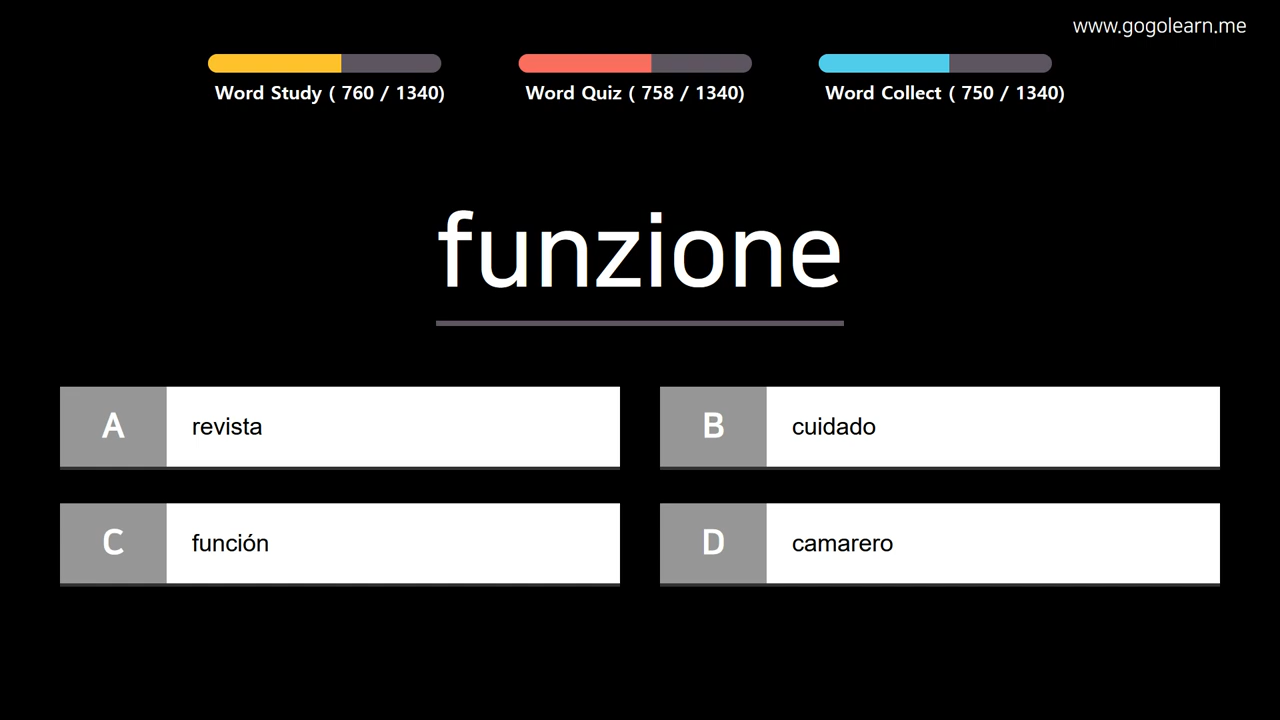 www.gogolearn.me
Word Study ( 760 / 1340)
Word Quiz ( 758 / 1340)
Word Collect ( 750 / 1340)
funzione
A revista
B cuidado
C función
D camarero